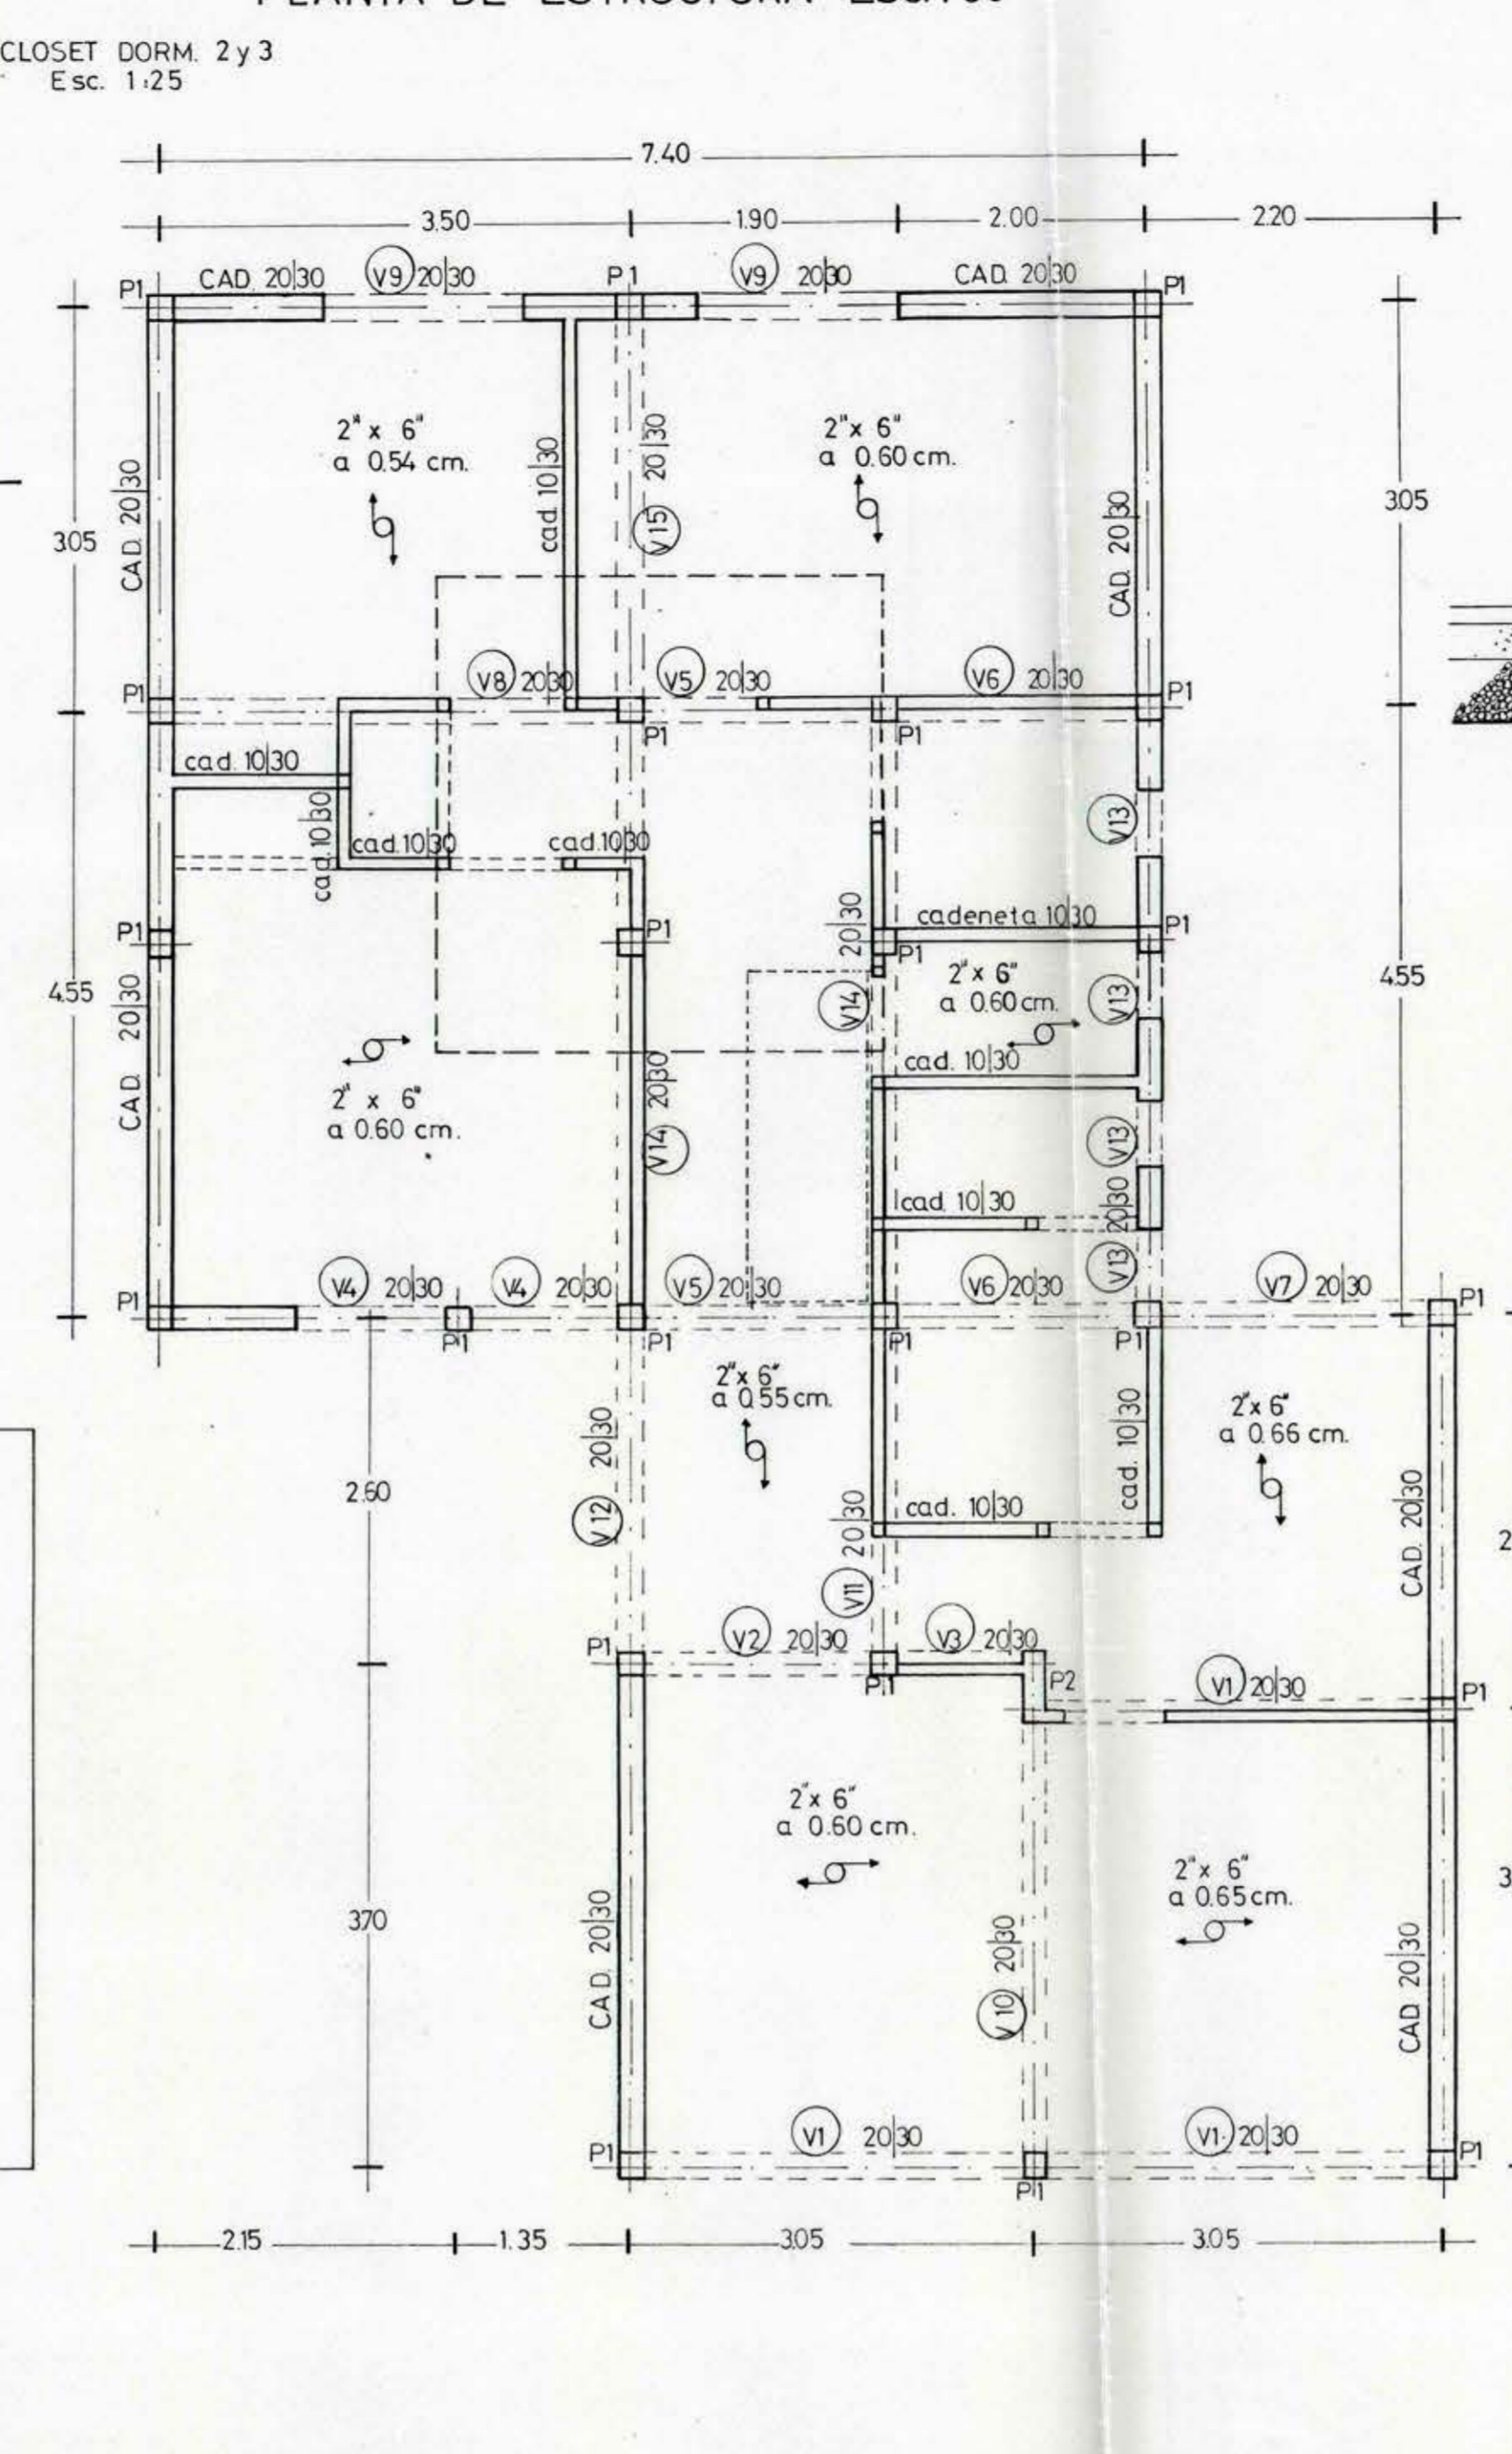 PLANTA DE ESTRUCTURA
CLOSET DORM. 2 y 3
Esc. 1:25
7.40
3.50 1.90 2.00 2.20
P1 CAD. 20|30 V9 20|30 P1 V9 20|30 CAD. 20|30 P1
2" x 6"
a 0.54 cm.
2" x 6"
a 0.60 cm.
CAD. 20|30
cad. 10|30
V15 20|30
CAD. 20|30
3.05
3.05
P1 V8 20|30 V5 20|30 V6 20|30 P1
P1 P1
cad. 10|30
cad. 10|30
cad. 10|30 cad. 10|30
V13
P1 P1 20|30 cadeneta 10|30 P1
P1
2" x 6"
a 0.60 cm.
V14
V13
4.55
4.55
CAD. 20|30
cad. 10|30
2" x 6"
a 0.60 cm.
V14 20|30
V13
cad. 10|30
20|30
V13
P1 V4 20|30 V4 20|30 V5 20|30 V6 20|30 V7 20|30 P1
P1 P1 P1 P1
2" x 6"
a 0.55 cm.
2" x 6"
a 0.66 cm.
V12 20|30
cad. 10|30
2.60
cad. 10|30
V11 20|30
CAD. 20|30
2
P1 V2 20|30 V3 20|30
P1 P2 V1 20|30 P1
2" x 6"
a 0.60 cm.
2" x 6"
a 0.65 cm.
3
3.70
CAD. 20|30
V10 20|30
CAD. 20|30
P1 V1 20|30 V1 20|30 P1
P1
2.15 1.35 3.05 3.05